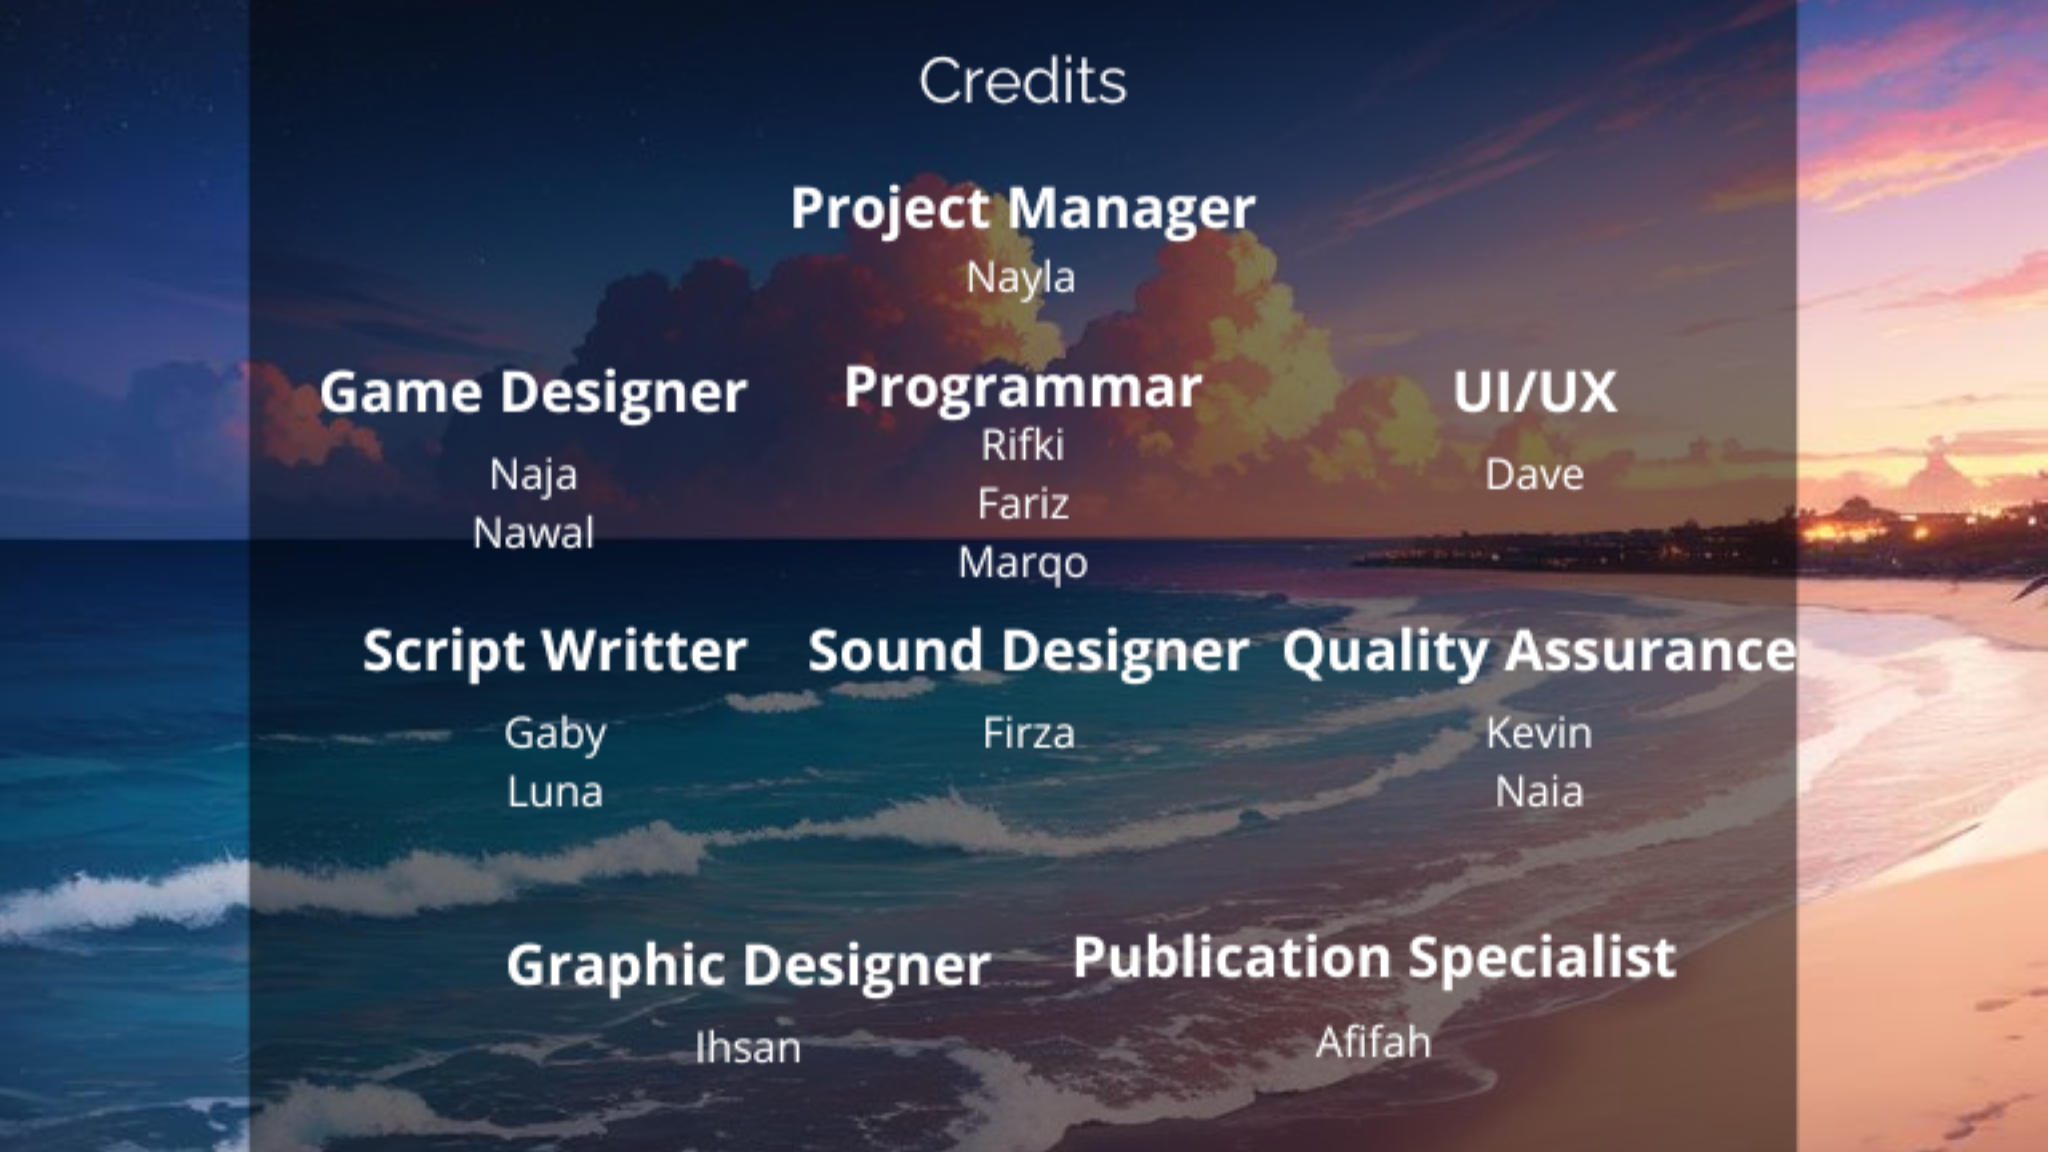 Credits
Project Manager
Nayla
Game Designer
Naja
Nawal
Programmar
Rifki
Fariz
Marqo
UI/UX
Dave
Script Writter
Gaby
Luna
Sound Designer
Firza
Quality Assurance
Kevin
Naia
Graphic Designer
Ihsan
Publication Specialist
Afifah